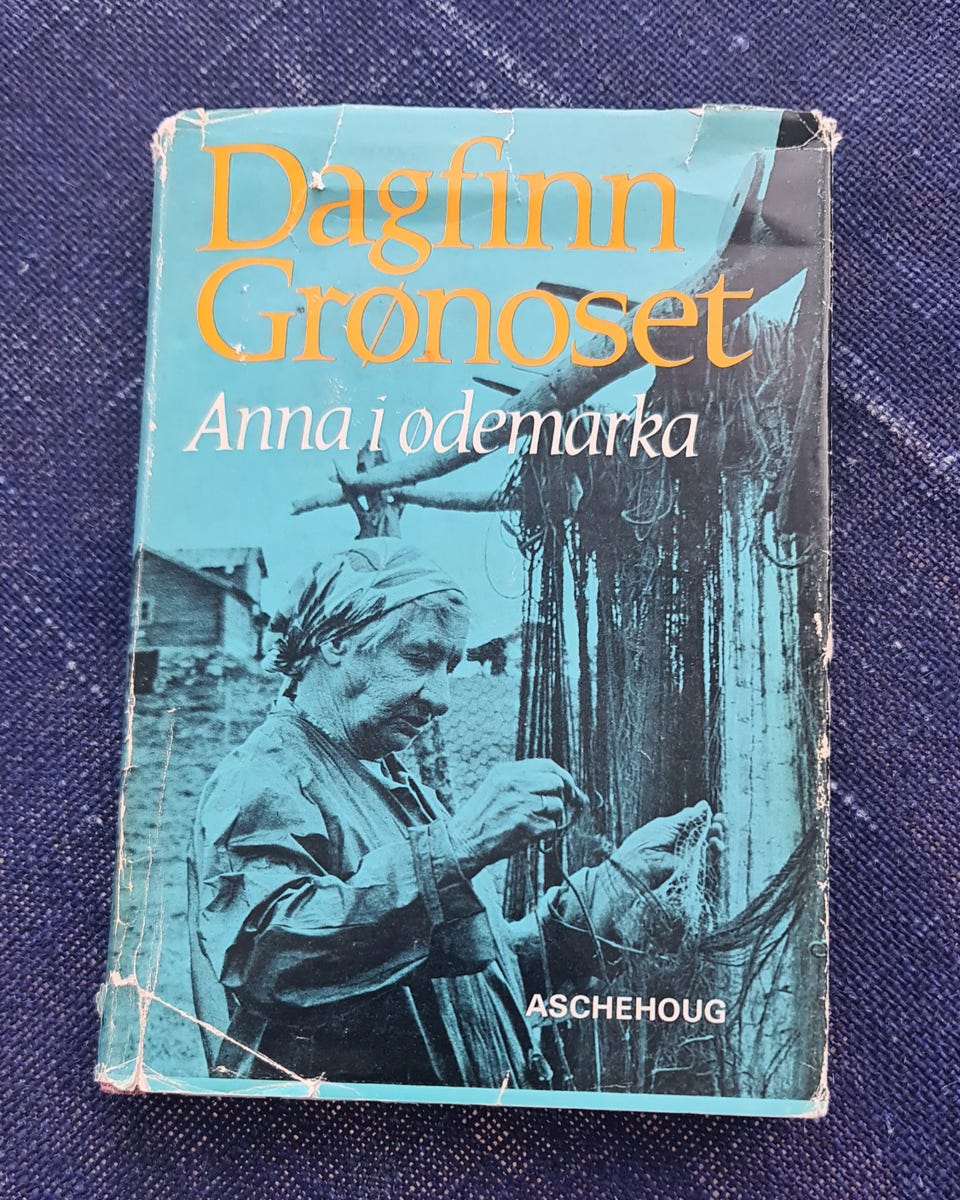 Dagfinn
Grønoset
Anna i ødemarka
ASCHEHOUG